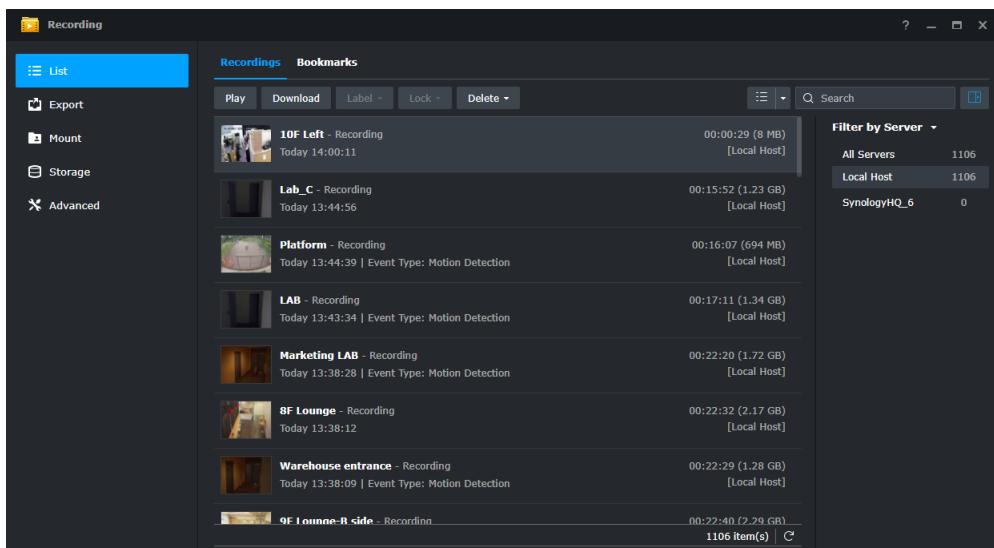 Recording
?
List
Export
Mount
Storage
Advanced
Recordings Bookmarks
Play Download Label Lock Delete
Search
10F Left - Recording 00:00:29 (8 MB)
Today 14:00:11 [Local Host]
Lab_C - Recording 00:15:52 (1.23 GB)
Today 13:44:56 [Local Host]
Platform - Recording 00:16:07 (694 MB)
Today 13:44:39 | Event Type: Motion Detection [Local Host]
LAB - Recording 00:17:11 (1.34 GB)
Today 13:43:34 | Event Type: Motion Detection [Local Host]
Marketing LAB - Recording 00:22:20 (1.72 GB)
Today 13:38:28 | Event Type: Motion Detection [Local Host]
8F Lounge - Recording 00:22:32 (2.17 GB)
Today 13:38:12 [Local Host]
Warehouse entrance - Recording 00:22:29 (1.28 GB)
Today 13:38:09 | Event Type: Motion Detection [Local Host]
9F Lounge-B side - Recording 00:22:40 (2.29 GB)
1106 item(s)
Filter by Server
All Servers 1106
Local Host 1106
SynologyHQ_6 0